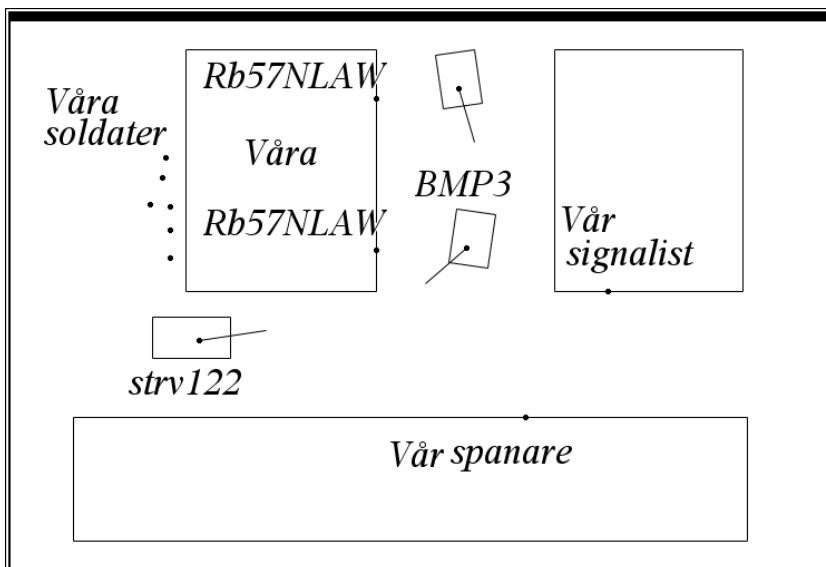 Rb57NLAW
Våra
soldater
Våra
BMP3
Rb57NLAW
Vår
signalist
strv122
Vår spanare